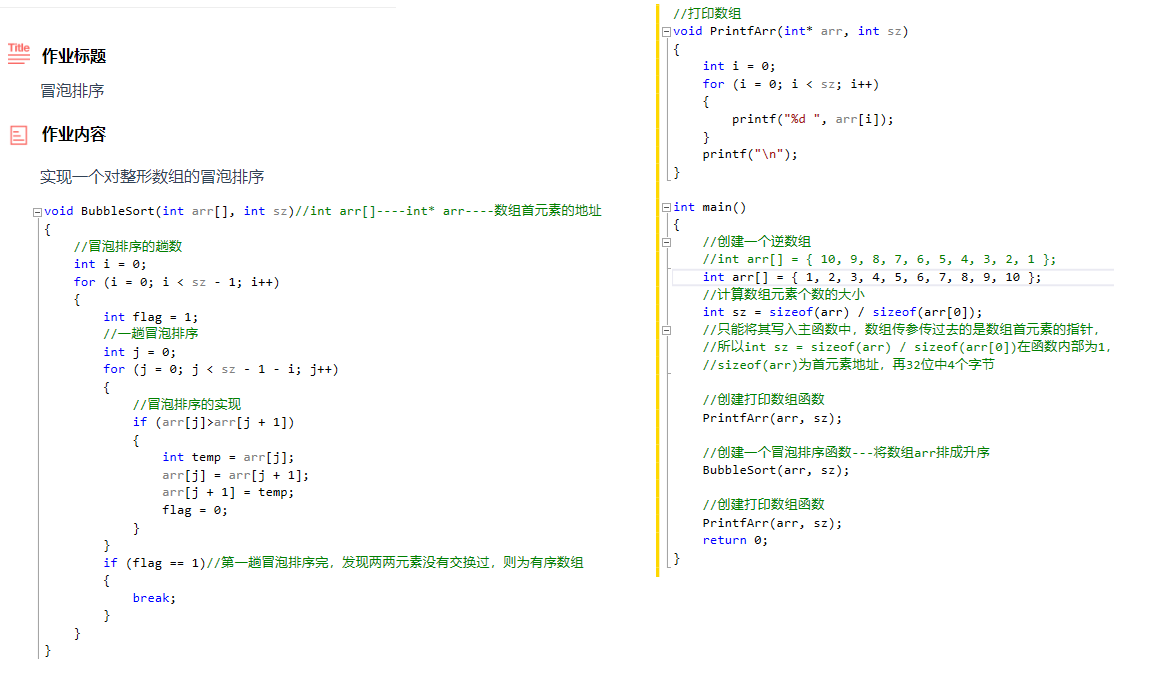 Title
作业标题
冒泡排序
作业内容
实现一个对整形数组的冒泡排序
void BubbleSort(int arr[], int sz)//int arr[]----int* arr----数组首元素的地址
{
//冒泡排序的趟数
int i = 0;
for (i = 0; i < sz - 1; i++)
{
int flag = 1;
//一趟冒泡排序
int j = 0;
for (j = 0; j < sz - 1 - i; j++)
{
//冒泡排序的实现
if (arr[j]>arr[j + 1])
{
int temp = arr[j];
arr[j] = arr[j + 1];
arr[j + 1] = temp;
flag = 0;
}
}
if (flag == 1)//第一趟冒泡排序完，发现两两元素没有交换过，则为有序数组
{
break;
}
}
}
//打印数组
void PrintfArr(int* arr, int sz)
{
int i = 0;
for (i = 0; i < sz; i++)
{
printf("%d ", arr[i]);
}
printf("\n");
}
int main()
{
//创建一个逆数组
//int arr[] = { 10, 9, 8, 7, 6, 5, 4, 3, 2, 1 };
int arr[] = { 1, 2, 3, 4, 5, 6, 7, 8, 9, 10 };
//计算数组元素个数的大小
int sz = sizeof(arr) / sizeof(arr[0]);
//只能将其写入主函数中，数组传参传过去的是数组首元素的指针，
//所以int sz = sizeof(arr) / sizeof(arr[0])在函数内部为1，
//sizeof(arr)为首元素地址，再32位中4个字节
//创建打印数组函数
PrintfArr(arr, sz);
//创建一个冒泡排序函数---将数组arr排成升序
BubbleSort(arr, sz);
//创建打印数组函数
PrintfArr(arr, sz);
return 0;
}